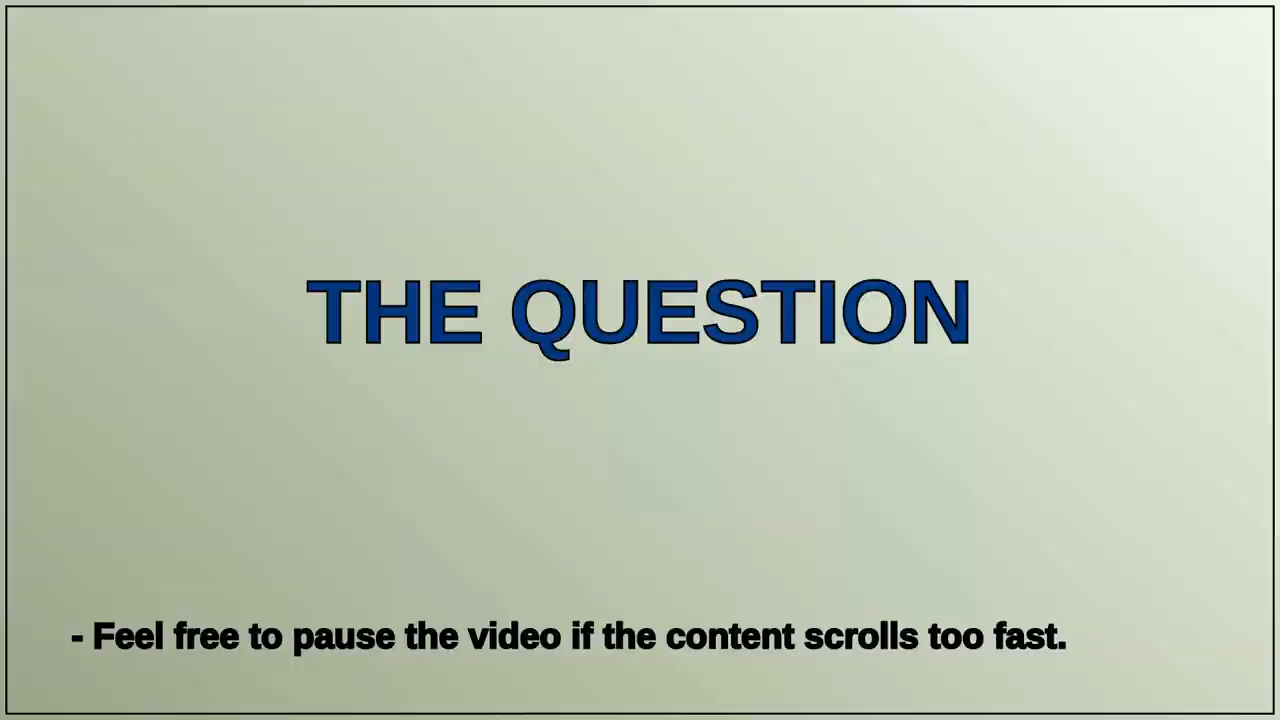 THE QUESTION
- Feel free to pause the video if the content scrolls too fast.